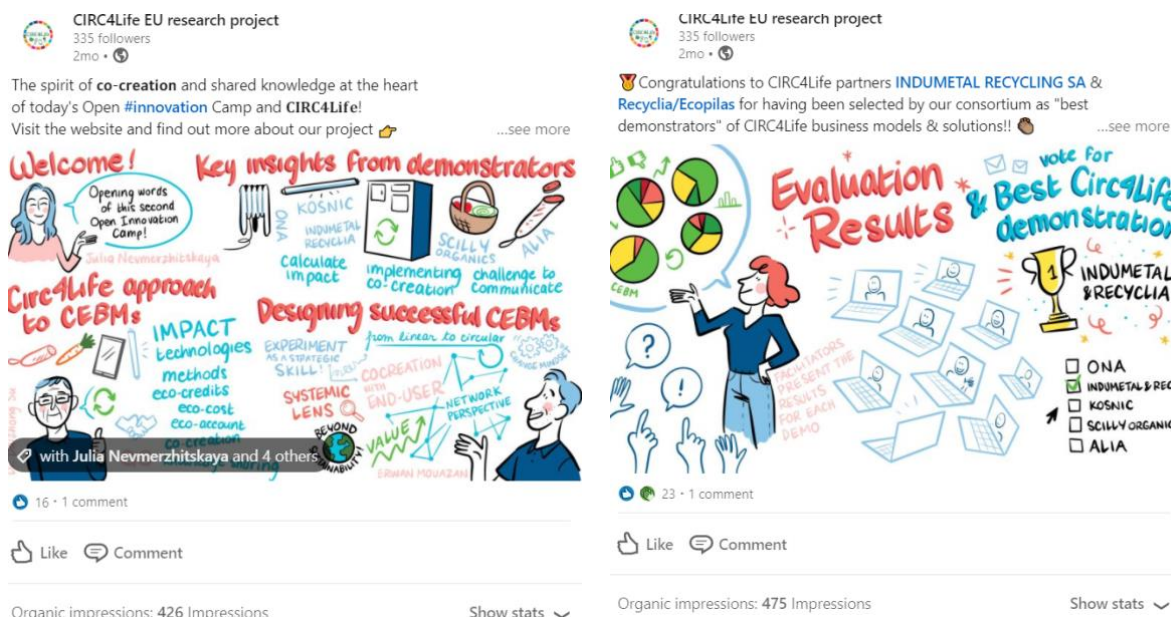 CIRC4Life EU research project
335 followers
2mo •
The spirit of co-creation and shared knowledge at the heart
of today's Open #innovation Camp and CIRC4Life!
Visit the website and find out more about our project
...see more
Welcome!
Opening words
of this second
Open Innovation
Camp!
Julia Nevmerzhitskaya
Key insights from demonstrators
ONA
KOSNIC
INDUMETAL
RECYCLIA
SCILLY
ORGANICS
ALIA
calculate
impact
implementing
co-creation
challenge to
communicate
Circ4Life approach
to CEBMs
IMPACT
technologies
methods
eco-credits
eco-cost
eco-account
co-creation
knowledge sharing
Designing successful CEBMs
from linear to circular
EXPERIMENT
AS A STRATEGIC
SKILL!
CHANGE MINDSET
SYSTEMIC
LENS
COCREATION
WITH
END-USER
NETWORK
PERSPECTIVE
VALUE
BEYOND
SUSTAINABILITY!
ERWAN MOUAZAN
with Julia Nevmerzhitskaya and 4 others
16 • 1 comment
Like
Comment
Organic impressions: 426 Impressions
Show stats
CIRC4Life EU research project
335 followers
2mo •
Congratulations to CIRC4Life partners INDUMETAL RECYCLING SA &
Recyclia/Ecopilas for having been selected by our consortium as "best
demonstrators" of CIRC4Life business models & solutions!!
...see more
CEBM
?
!
Evaluation
Results
& vote for
Best Circ4Life
demonstration
1
INDUMETAL
& RECYCLIA
FACILITATORS
PRESENT THE
RESULTS
FOR EACH
DEMO
ONA
INDUMETAL & REC
KOSNIC
SCILLY ORGANIC
ALIA
23 • 1 comment
Like
Comment
Organic impressions: 475 Impressions
Show stats